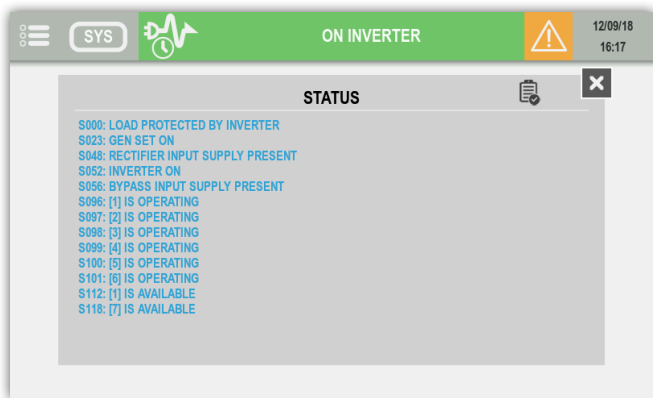 SYS
ON INVERTER
12/09/18
16:17
STATUS
S000: LOAD PROTECTED BY INVERTER
S023: GEN SET ON
S048: RECTIFIER INPUT SUPPLY PRESENT
S052: INVERTER ON
S056: BYPASS INPUT SUPPLY PRESENT
S096: [1] IS OPERATING
S097: [2] IS OPERATING
S098: [3] IS OPERATING
S099: [4] IS OPERATING
S100: [5] IS OPERATING
S101: [6] IS OPERATING
S112: [1] IS AVAILABLE
S118: [7] IS AVAILABLE